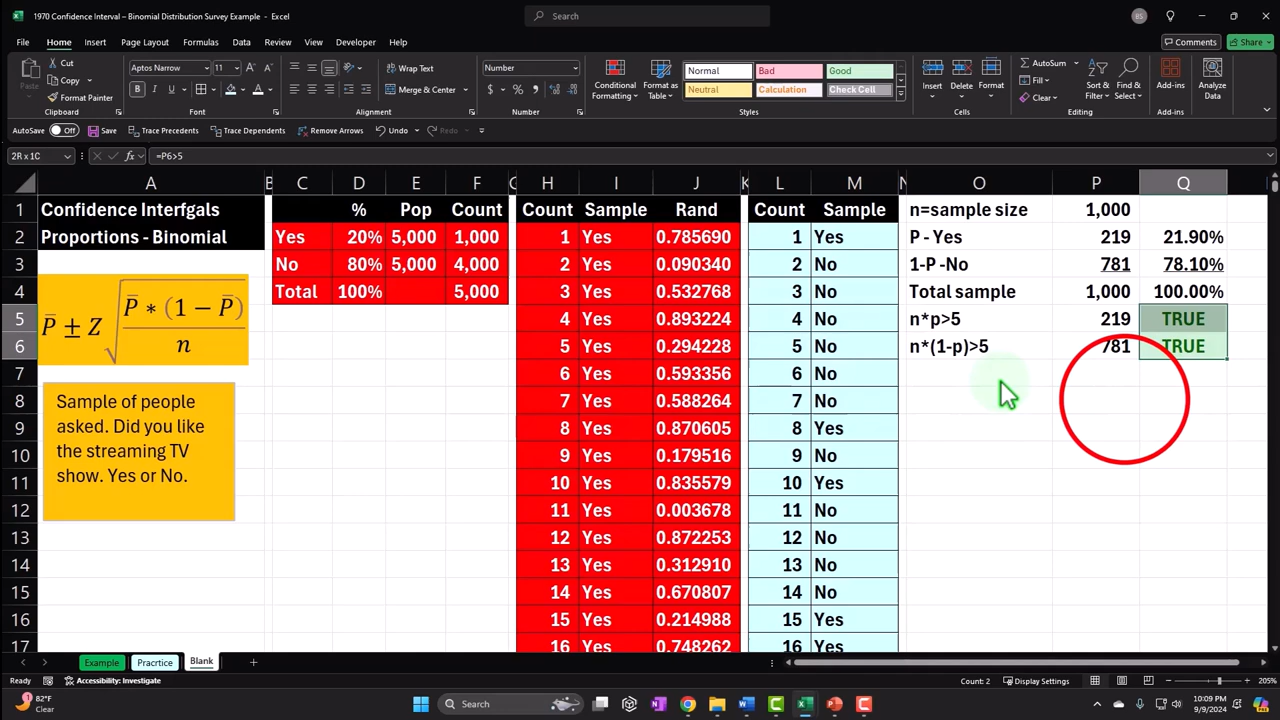 1970 Confidence Interval – Binomial Distribution Survey Example - Excel
Search
BS
File Home Insert Page Layout Formulas Data Review View Developer Help
Comments Share
Paste
Cut
Copy
Format Painter
Clipboard
Aptos Narrow 11
B I U
Font
Wrap Text
Merge & Center
Alignment
Number
$ % 9
Number
Conditional Formatting
Format as Table
Normal Bad Good
Neutral Calculation Check Cell
Styles
Insert Delete Format
Cells
AutoSum
Fill
Clear
Sort & Filter
Find & Select
Editing
Add-ins
Add-ins
Analyze Data
AutoSave Off Save Trace Precedents Trace Dependents Remove Arrows Undo Redo
2R x 1C fx =P6>5
A B C D E F G H I J K L M N O P Q
1 Confidence Interfgals % Pop Count Count Sample Rand Count Sample n=sample size 1,000
2 Proportions - Binomial Yes 20% 5,000 1,000 1 Yes 0.785690 1 Yes P - Yes 219 21.90%
3 No 80% 5,000 4,000 2 Yes 0.090340 2 No 1-P -No 781 78.10%
4 Total 100% 5,000 3 Yes 0.532768 3 No Total sample 1,000 100.00%
5 4 Yes 0.893224 4 No n*p>5 219 TRUE
6 5 Yes 0.294228 5 No n*(1-p)>5 781 TRUE
7 6 Yes 0.593356 6 No
8 7 Yes 0.588264 7 No
9 8 Yes 0.870605 8 Yes
10 9 Yes 0.179516 9 No
11 10 Yes 0.835579 10 Yes
12 11 Yes 0.003678 11 No
13 12 Yes 0.872253 12 No
14 13 Yes 0.312910 13 No
15 14 Yes 0.670807 14 No
16 15 Yes 0.214988 15 Yes
17 16 Yes 0.748262 16 Yes
P̄ ± Z √ P̄ * (1 − P̄)
n
Sample of people
asked. Did you like
the streaming TV
show. Yes or No.
Example Practice Blank
Ready Accessibility: Investigate Count: 2 Display Settings 205%
82°F
Clear
Search
10:09 PM
9/9/2024